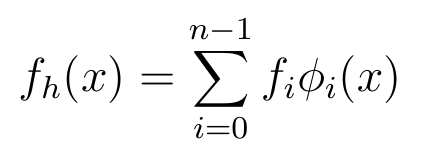 f_h(x) = \sum_{i=0}^{n-1} f_i \phi_i(x)